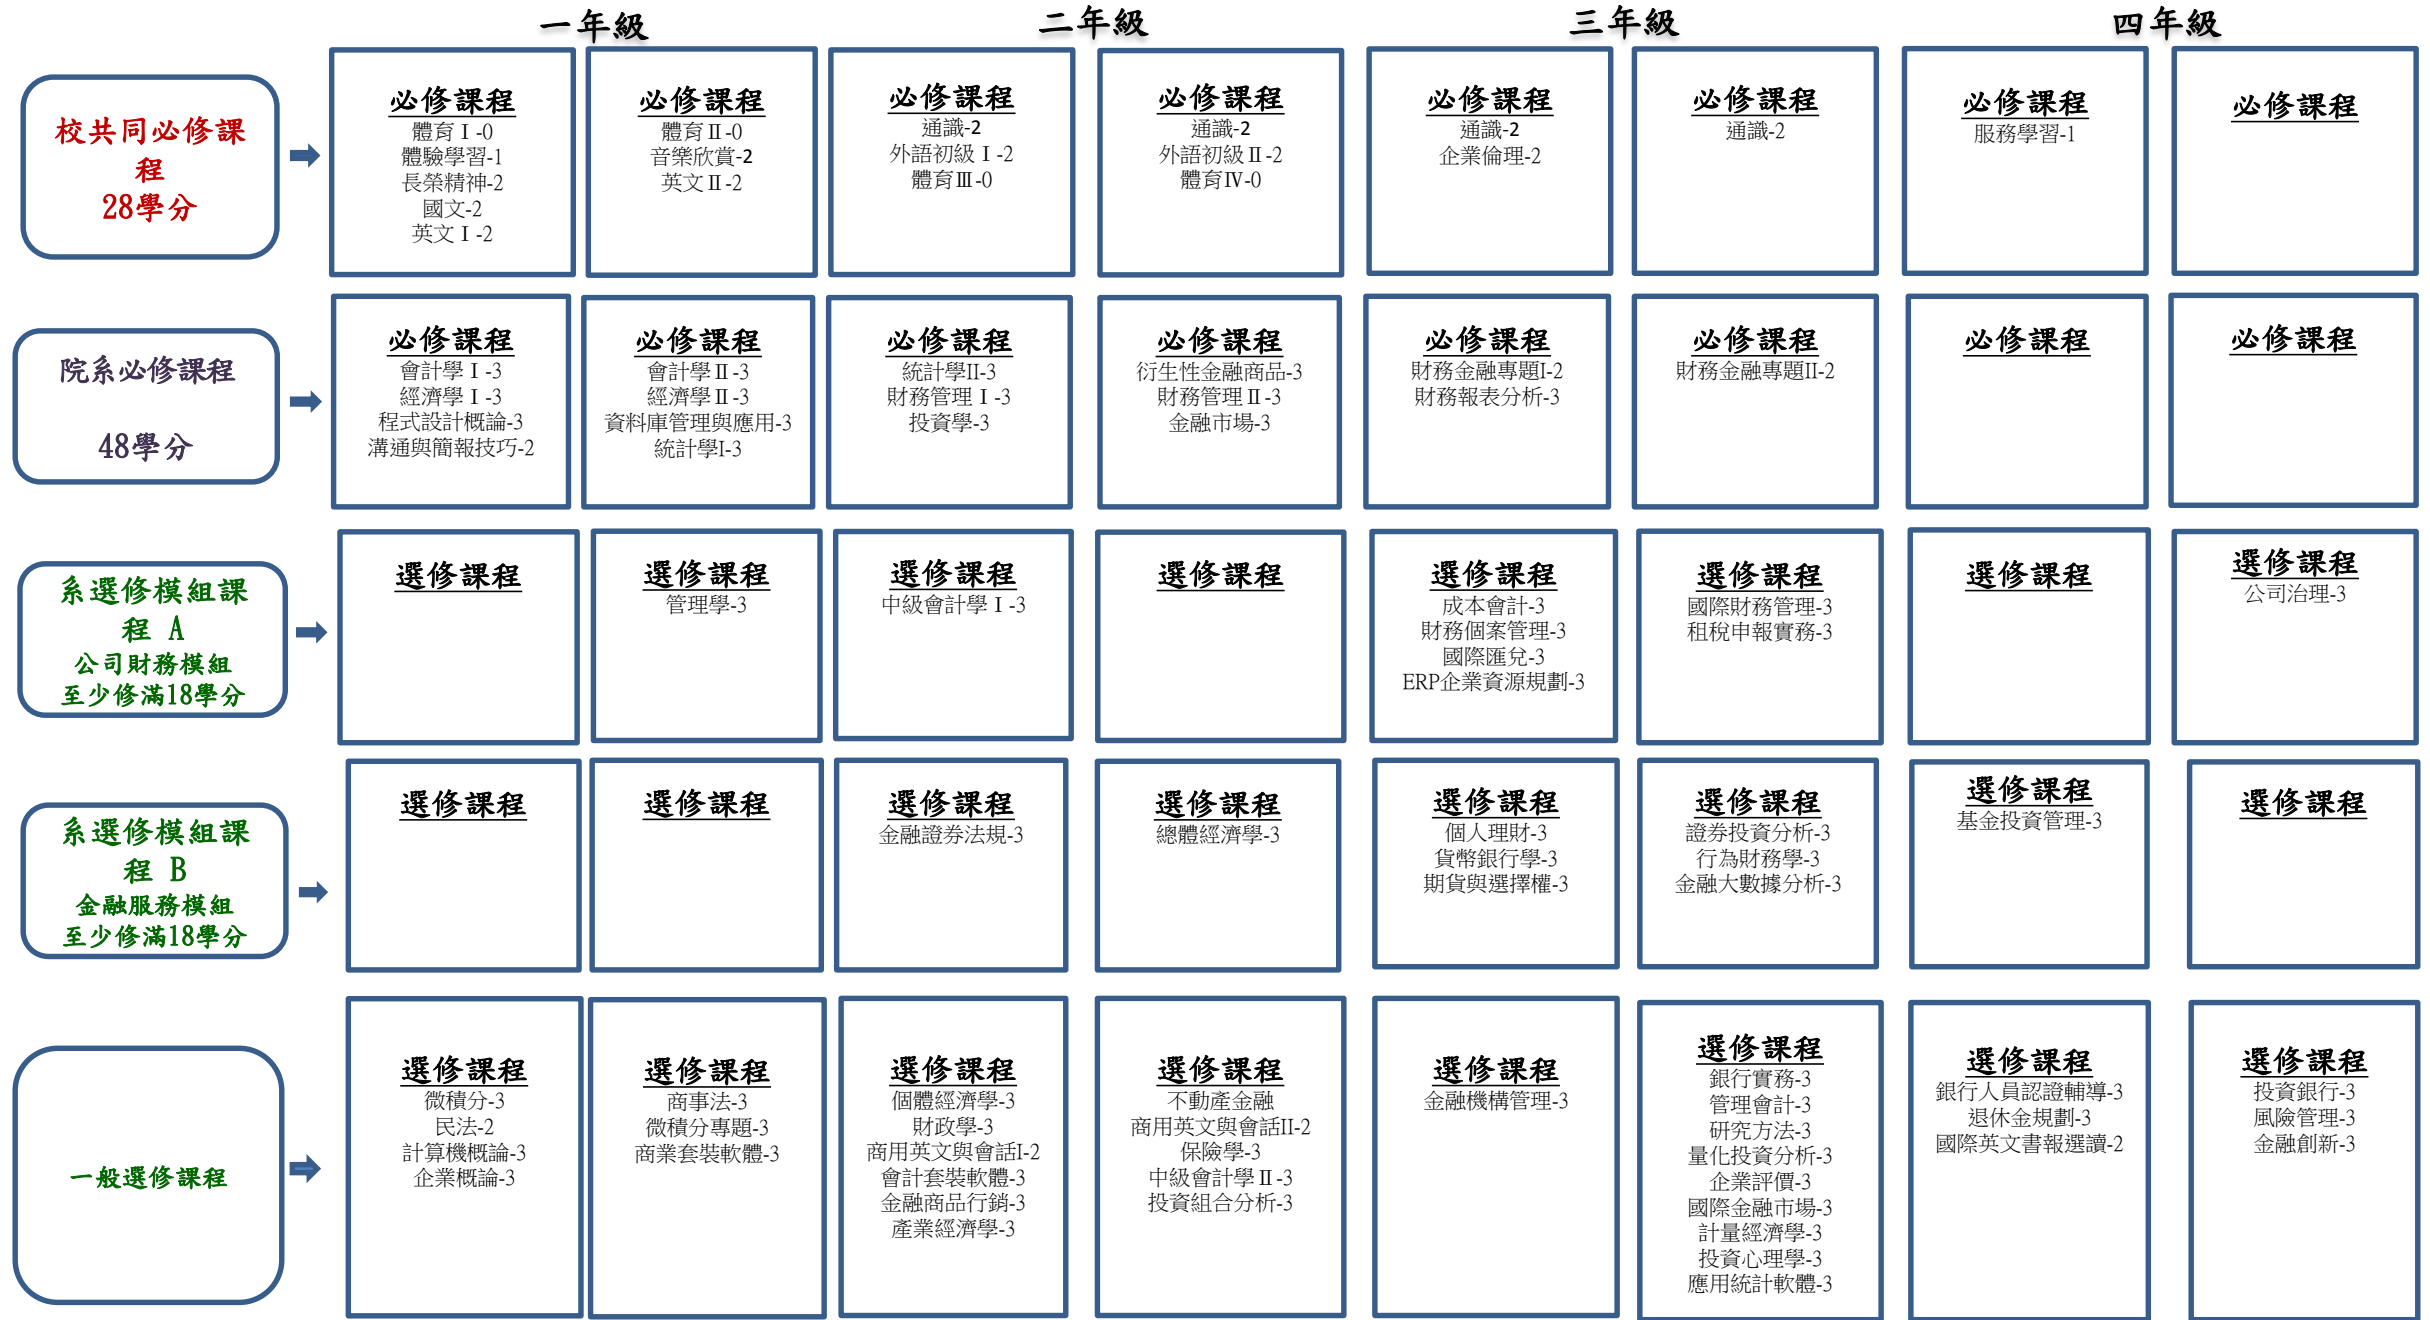 一年級
二年級
三年級
四年級
校共同必修課
程
28學分
必修課程
體育Ⅰ-0
體驗學習-1
長榮精神-2
國文-2
英文Ⅰ-2
必修課程
體育Ⅱ-0
音樂欣賞-2
英文Ⅱ-2
必修課程
通識-2
外語初級Ⅰ-2
體育Ⅲ-0
必修課程
通識-2
外語初級Ⅱ-2
體育Ⅳ-0
必修課程
通識-2
企業倫理-2
必修課程
通識-2
必修課程
服務學習-1
必修課程
院系必修課程
48學分
必修課程
會計學Ⅰ-3
經濟學Ⅰ-3
程式設計概論-3
溝通與簡報技巧-2
必修課程
會計學Ⅱ-3
經濟學Ⅱ-3
資料庫管理與應用-3
統計學I-3
必修課程
統計學II-3
財務管理Ⅰ-3
投資學-3
必修課程
衍生性金融商品-3
財務管理Ⅱ-3
金融市場-3
必修課程
財務金融專題I-2
財務報表分析-3
必修課程
財務金融專題II-2
必修課程
必修課程
系選修模組課
程 A
公司財務模組
至少修滿18學分
選修課程
選修課程
管理學-3
選修課程
中級會計學Ⅰ-3
選修課程
選修課程
成本會計-3
財務個案管理-3
國際匯兌-3
ERP企業資源規劃-3
選修課程
國際財務管理-3
租稅申報實務-3
選修課程
選修課程
公司治理-3
系選修模組課
程 B
金融服務模組
至少修滿18學分
選修課程
選修課程
選修課程
金融證券法規-3
選修課程
總體經濟學-3
選修課程
個人理財-3
貨幣銀行學-3
期貨與選擇權-3
選修課程
證券投資分析-3
行為財務學-3
金融大數據分析-3
選修課程
基金投資管理-3
選修課程
一般選修課程
選修課程
微積分-3
民法-2
計算機概論-3
企業概論-3
選修課程
商事法-3
微積分專題-3
商業套裝軟體-3
選修課程
個體經濟學-3
財政學-3
商用英文與會話I-2
會計套裝軟體-3
金融商品行銷-3
產業經濟學-3
選修課程
不動產金融
商用英文與會話II-2
保險學-3
中級會計學Ⅱ-3
投資組合分析-3
選修課程
金融機構管理-3
選修課程
銀行實務-3
管理會計-3
研究方法-3
量化投資分析-3
企業評價-3
國際金融市場-3
計量經濟學-3
投資心理學-3
應用統計軟體-3
選修課程
銀行人員認證輔導-3
退休金規劃-3
國際英文書報選讀-2
選修課程
投資銀行-3
風險管理-3
金融創新-3